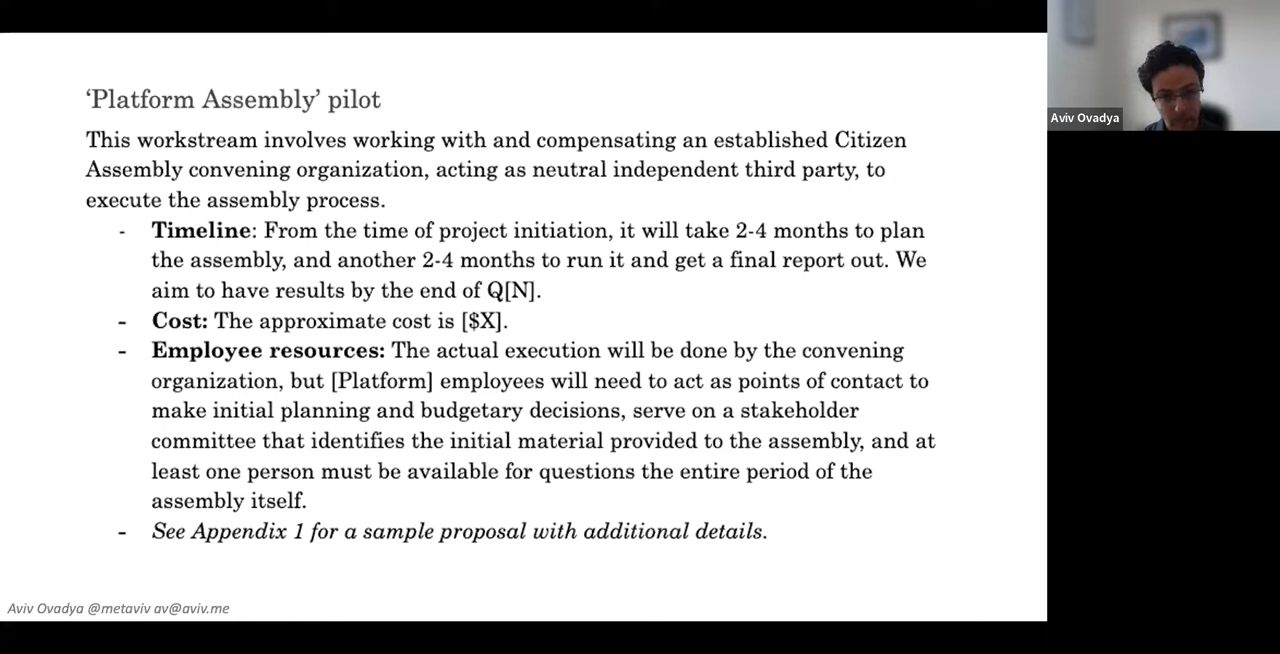 ‘Platform Assembly’ pilot
This workstream involves working with and compensating an established Citizen
Assembly convening organization, acting as neutral independent third party, to
execute the assembly process.
- Timeline: From the time of project initiation, it will take 2-4 months to plan
the assembly, and another 2-4 months to run it and get a final report out. We
aim to have results by the end of Q[N].
- Cost: The approximate cost is [$X].
- Employee resources: The actual execution will be done by the convening
organization, but [Platform] employees will need to act as points of contact to
make initial planning and budgetary decisions, serve on a stakeholder
committee that identifies the initial material provided to the assembly, and at
least one person must be available for questions the entire period of the
assembly itself.
- See Appendix 1 for a sample proposal with additional details.
Aviv Ovadya @metaviv av@aviv.me
Aviv Ovadya